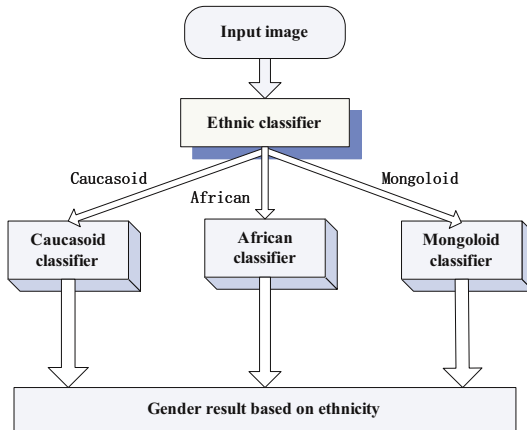 Input image
Ethnic classifier
Caucasoid
African
Mongoloid
Caucasoid
classifier
African
classifier
Mongoloid
classifier
Gender result based on ethnicity